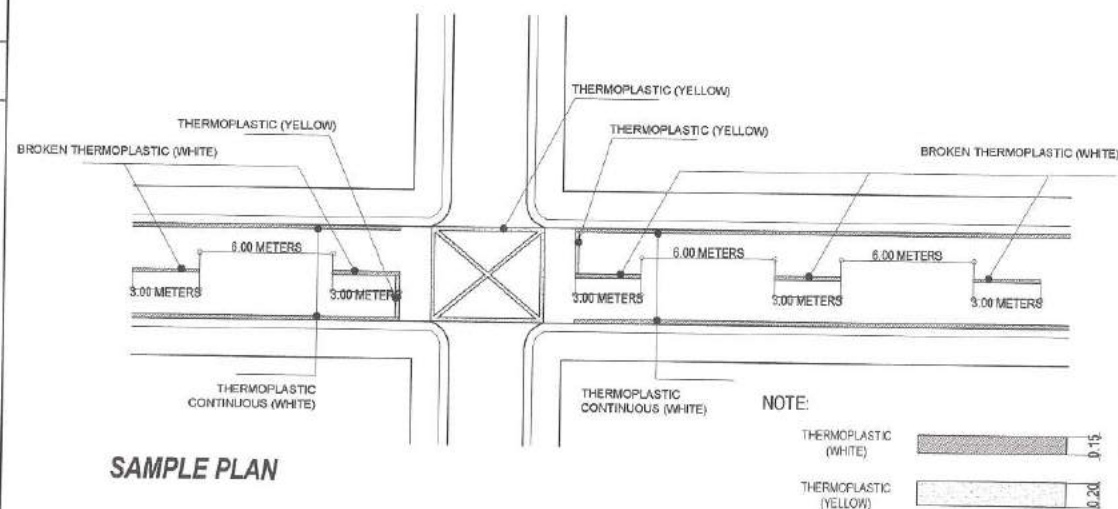 THERMOPLASTIC (YELLOW)
THERMOPLASTIC (YELLOW)
THERMOPLASTIC (YELLOW)
BROKEN THERMOPLASTIC (WHITE)
BROKEN THERMOPLASTIC (WHITE)
6.00 METERS
6.00 METERS
6.00 METERS
3.00 METERS
3.00 METERS
3.00 METERS
3.00 METERS
3.00 METERS
THERMOPLASTIC
CONTINUOUS (WHITE)
THERMOPLASTIC
CONTINUOUS (WHITE)
NOTE:
THERMOPLASTIC
(WHITE)
0.15
SAMPLE PLAN
THERMOPLASTIC
(YELLOW)
0.20